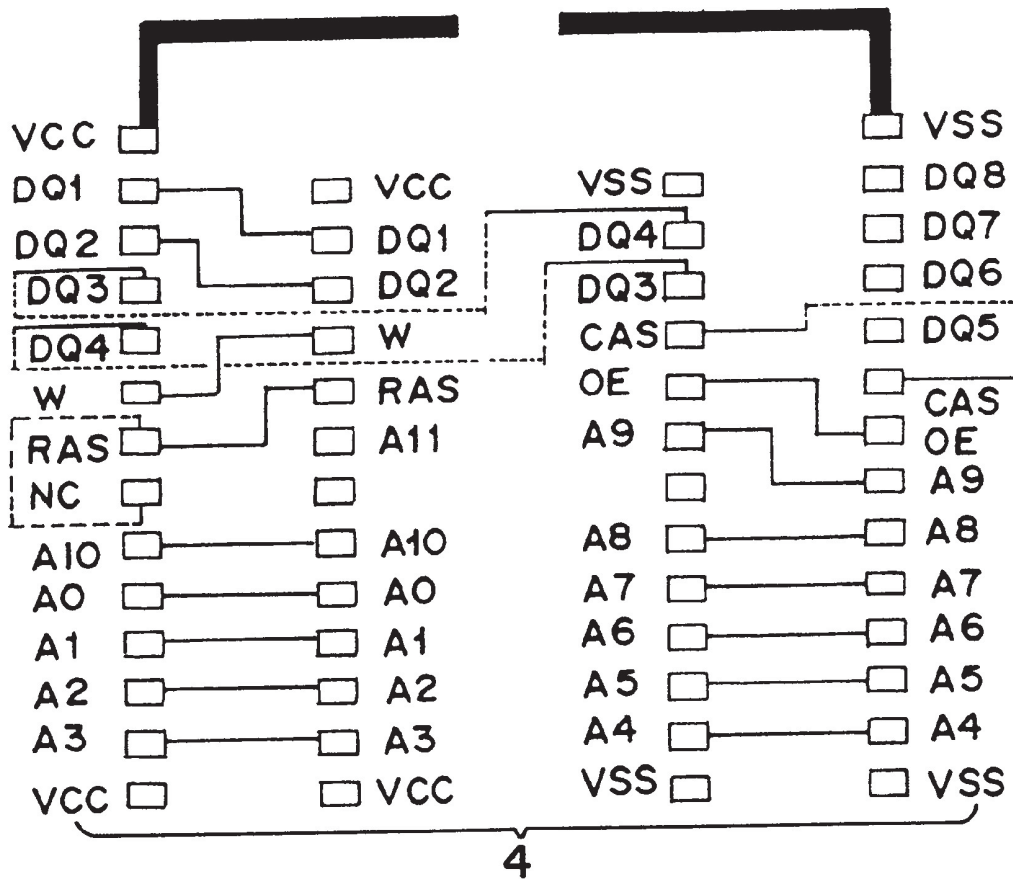 VCC VSS
DQ1 VCC VSS DQ8
DQ2 DQ1 DQ4 DQ7
DQ3 DQ2 DQ3 DQ6
DQ4 W CAS DQ5
W RAS OE CAS
RAS A11 A9 OE
NC A9
A10 A10 A8 A8
A0 A0 A7 A7
A1 A1 A6 A6
A2 A2 A5 A5
A3 A3 A4 A4
VCC VCC VSS VSS
4